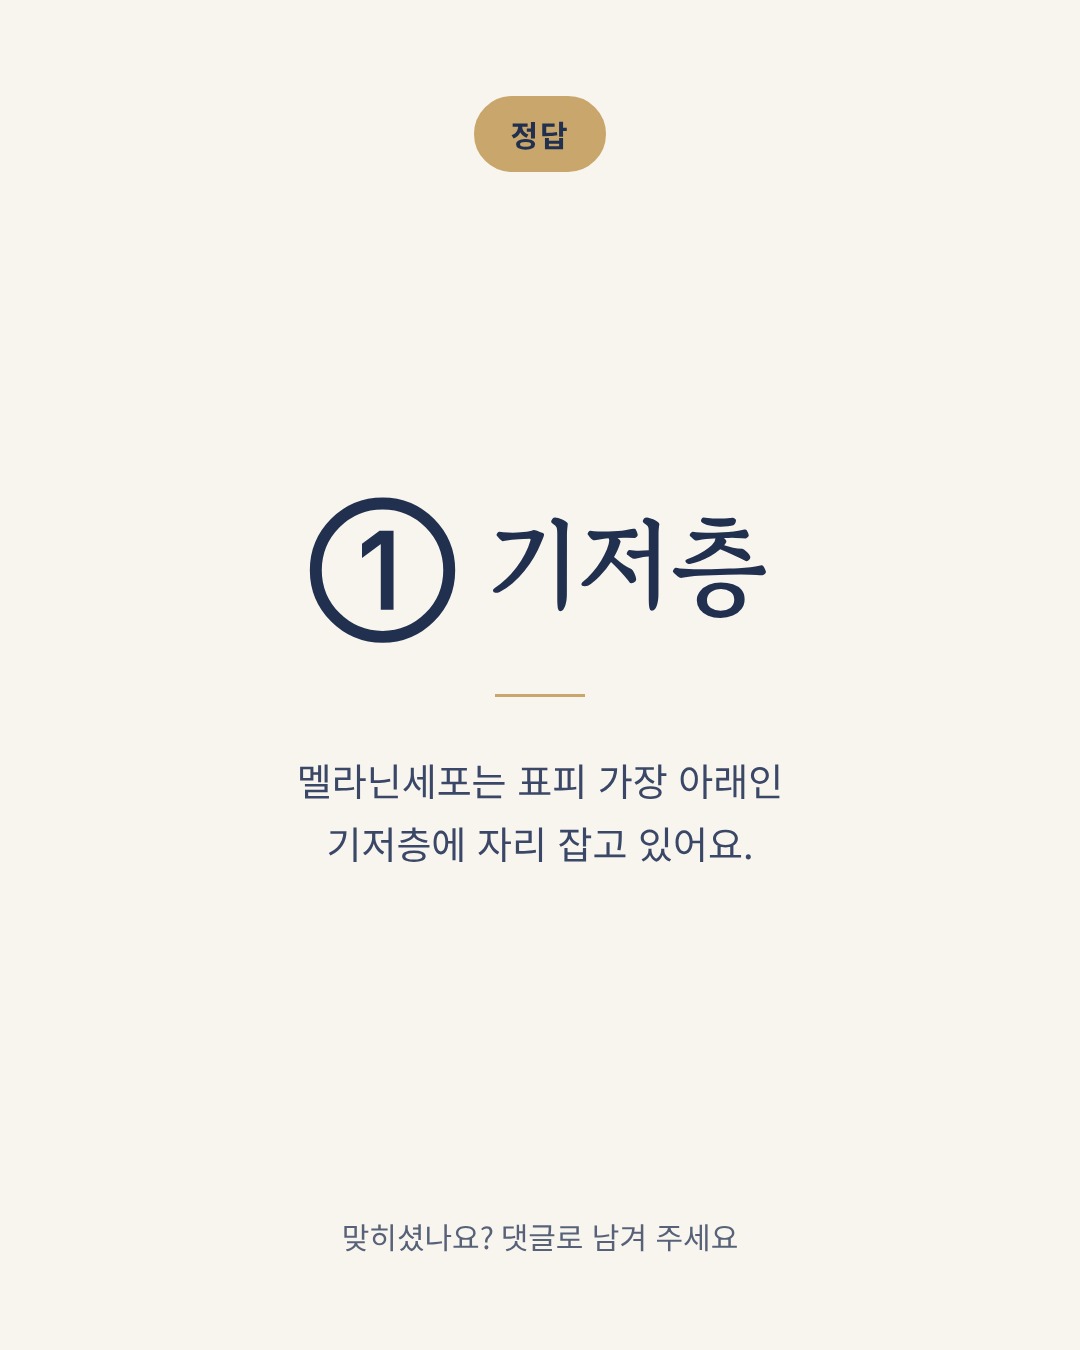 정답
① 기저층
멜라닌세포는 표피 가장 아래인
기저층에 자리 잡고 있어요.
맞히셨나요? 댓글로 남겨 주세요